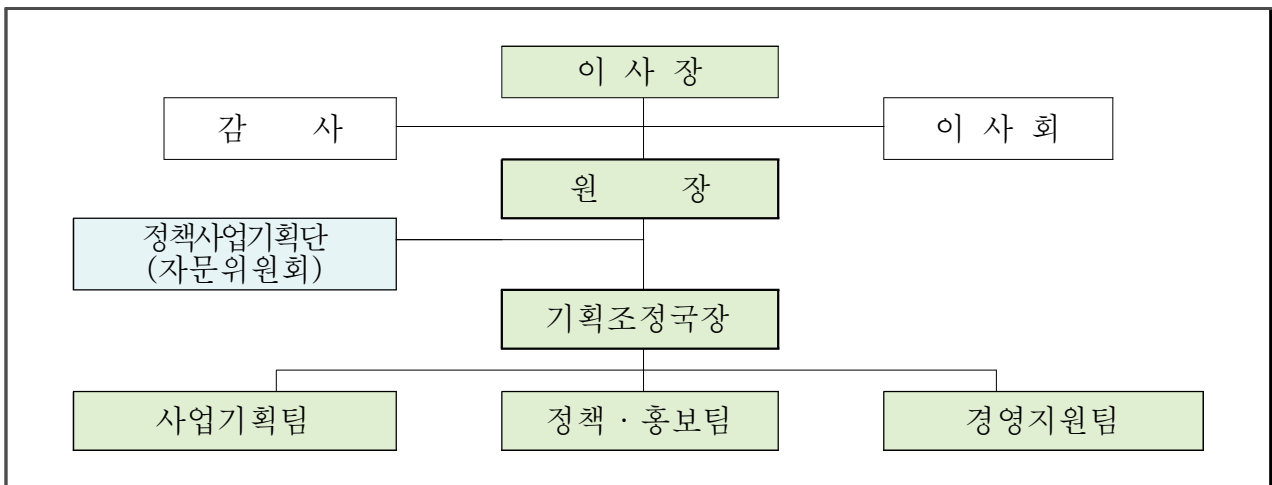 이 사 장
감 사
이 사 회
원 장
정책사업기획단
(자문위원회)
기획조정국장
사업기획팀
정책 · 홍보팀
경영지원팀